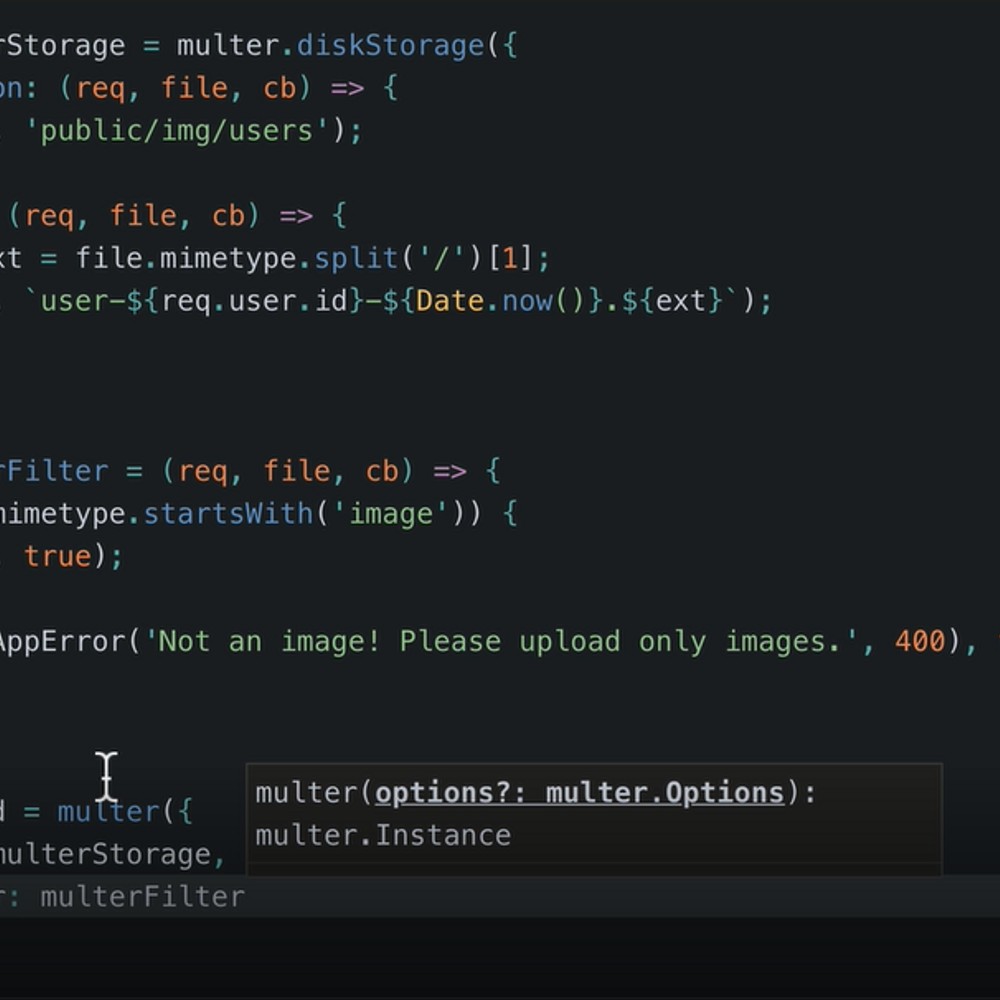 rStorage = multer.diskStorage({
on: (req, file, cb) => {
'public/img/users');
(req, file, cb) => {
xt = file.mimetype.split('/')[1];
`user-${req.user.id}-${Date.now()}.${ext}`);
rFilter = (req, file, cb) => {
mimetype.startsWith('image')) {
true);
AppError('Not an image! Please upload only images.', 400),
d = multer({
multer(options?: multer.Options):
multer.Instance
multerStorage,
r: multerFilter